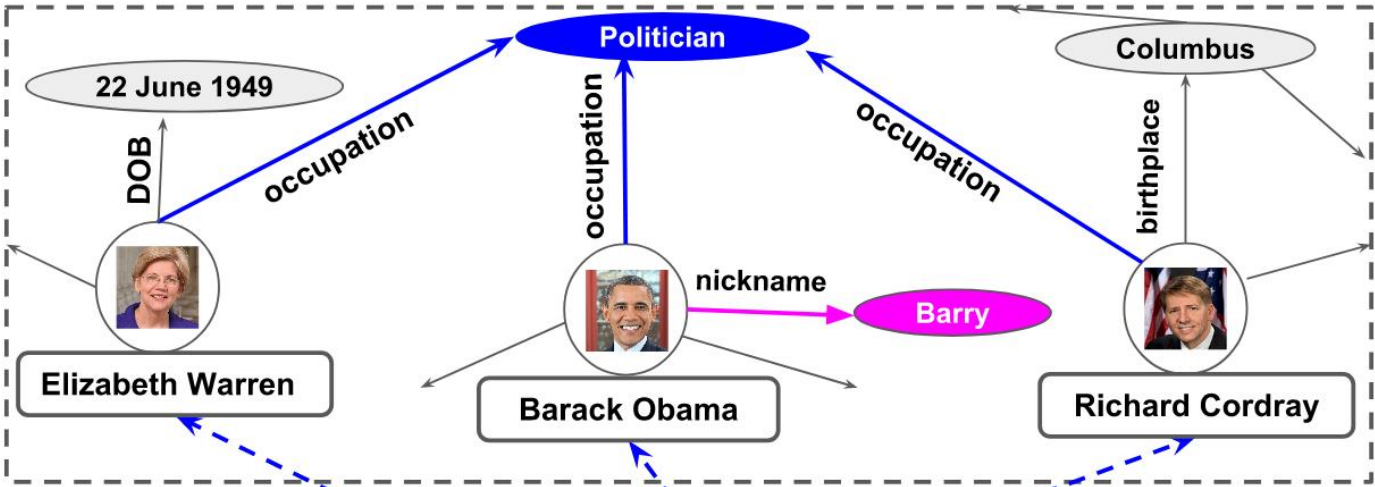 Politician
Columbus
22 June 1949
DOB
occupation
occupation
occupation
birthplace
nickname
Barry
Elizabeth Warren
Barack Obama
Richard Cordray